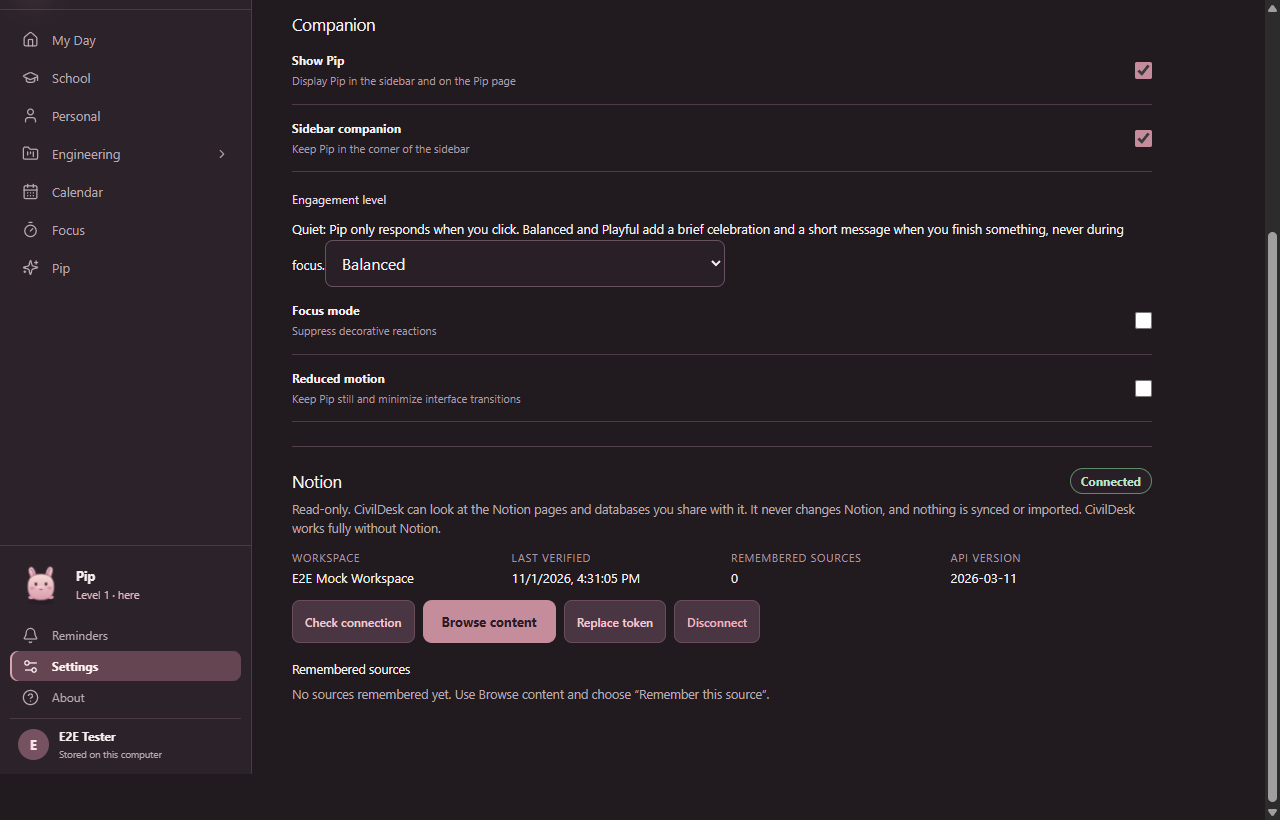 My Day
School
Personal
Engineering
Calendar
Focus
Pip
Pip
Level 1 · here
Reminders
Settings
About
E
E2E Tester
Stored on this computer
Companion
Show Pip
Display Pip in the sidebar and on the Pip page
Sidebar companion
Keep Pip in the corner of the sidebar
Engagement level
Quiet: Pip only responds when you click. Balanced and Playful add a brief celebration and a short message when you finish something, never during
focus. Balanced
Focus mode
Suppress decorative reactions
Reduced motion
Keep Pip still and minimize interface transitions
Notion Connected
Read-only. CivilDesk can look at the Notion pages and databases you share with it. It never changes Notion, and nothing is synced or imported. CivilDesk
works fully without Notion.
WORKSPACE LAST VERIFIED REMEMBERED SOURCES API VERSION
E2E Mock Workspace 11/1/2026, 4:31:05 PM 0 2026-03-11
Check connection Browse content Replace token Disconnect
Remembered sources
No sources remembered yet. Use Browse content and choose “Remember this source”.